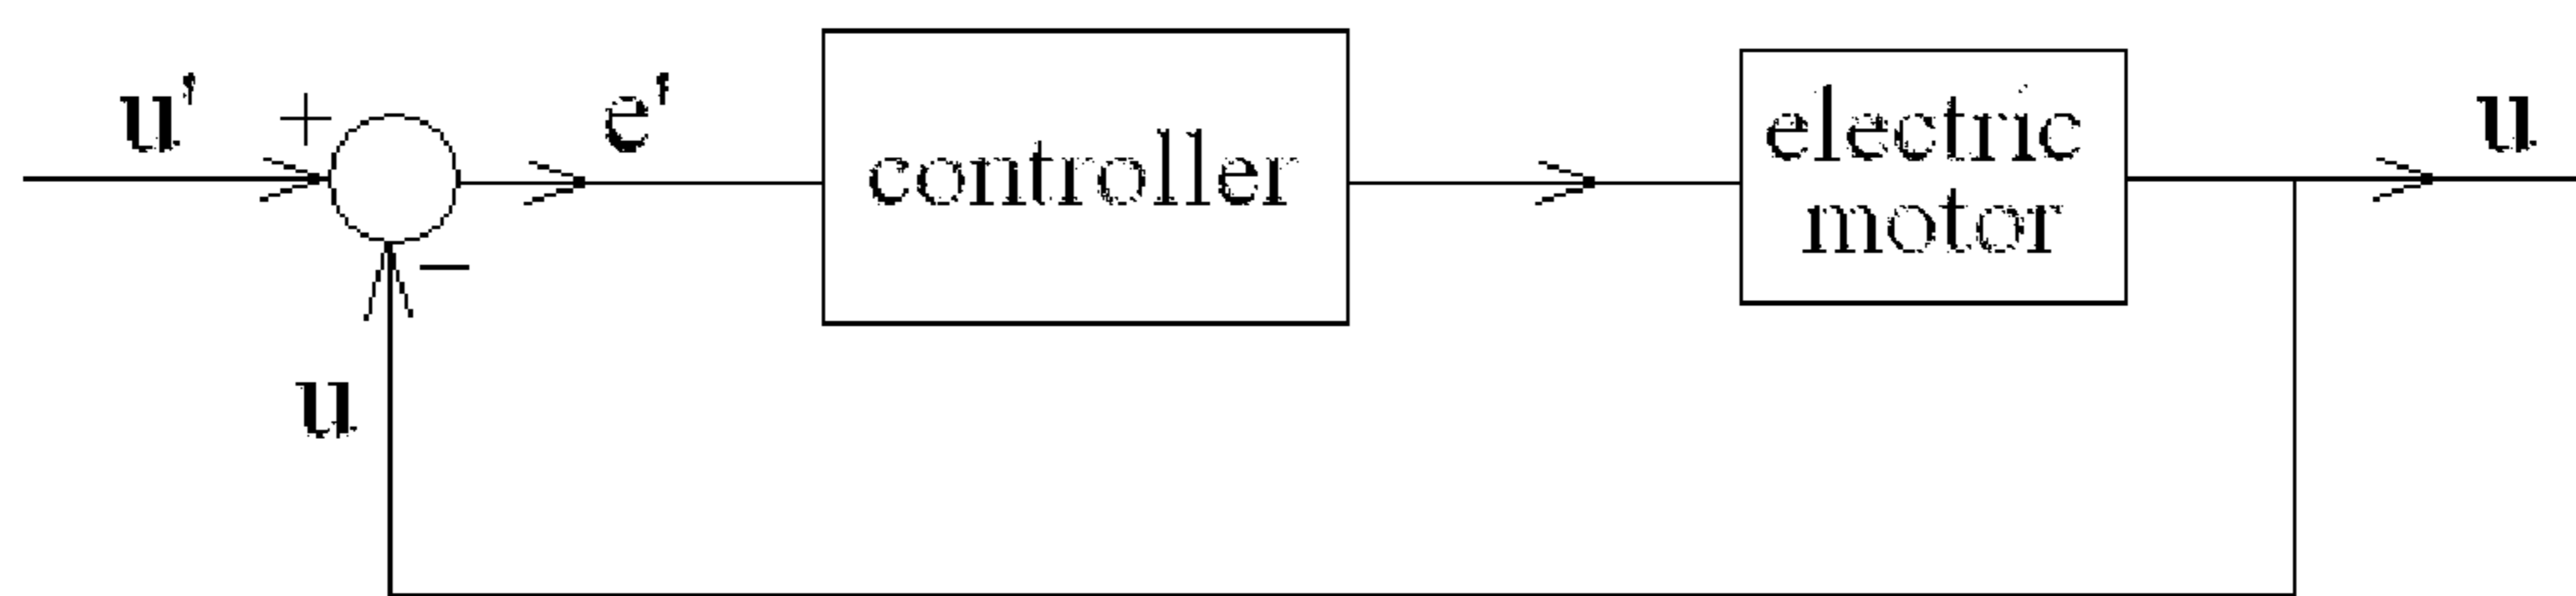 u' + e' controller electric motor u
−
u